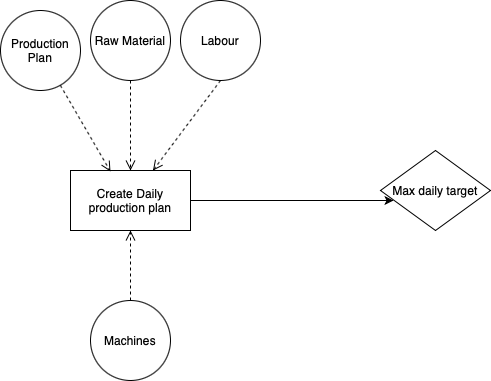 Production
Plan
Raw Material
Labour
Create Daily
production plan
Max daily target
Machines